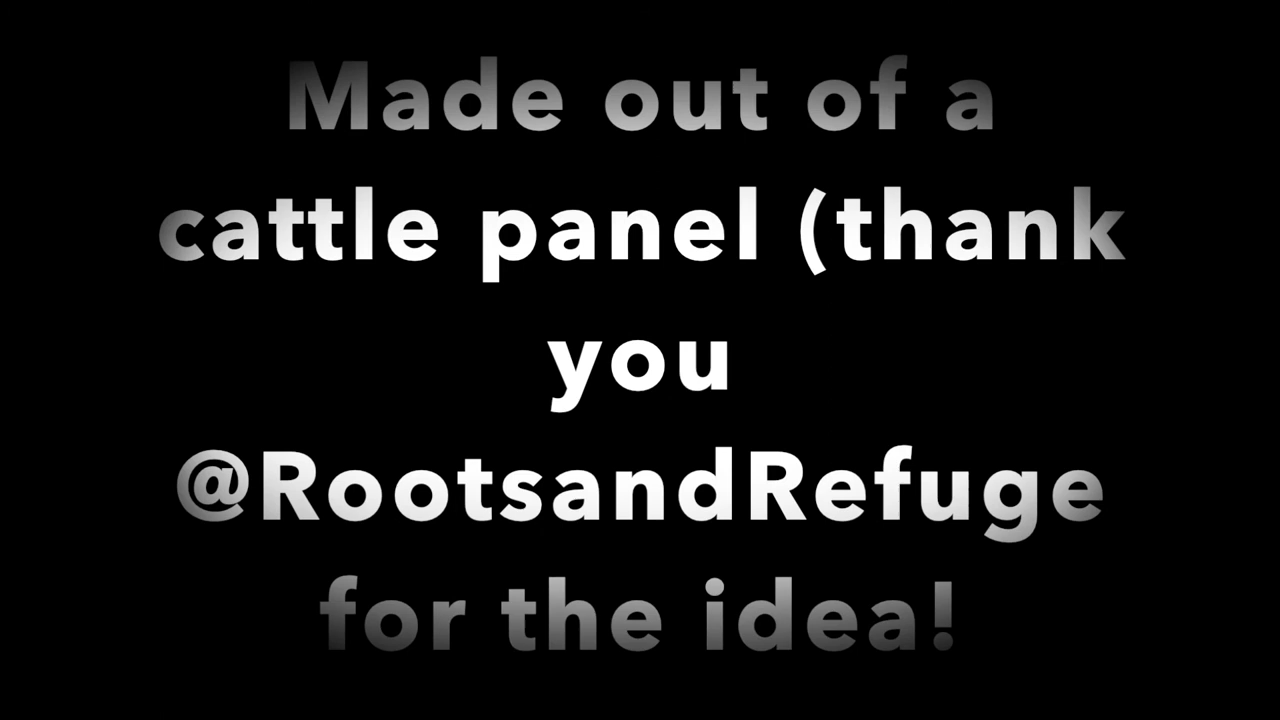 Made out of a
cattle panel (thank
you
@RootsandRefuge
for the idea!